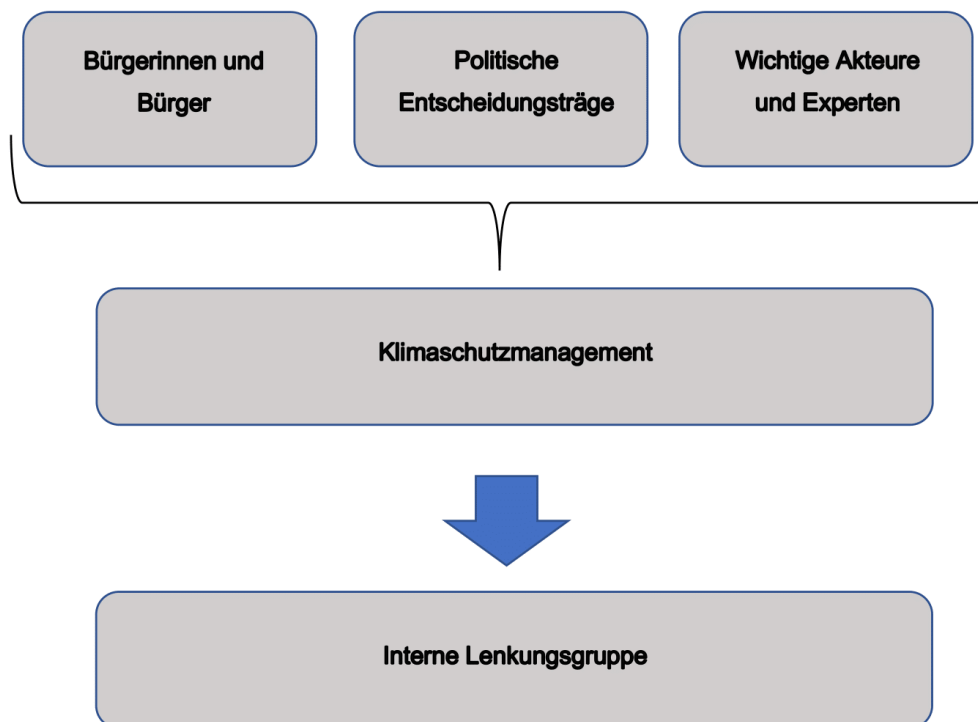 Bürgerinnen und
Bürger
Politische
Entscheidungsträge
Wichtige Akteure
und Experten
Klimaschutzmanagement
Interne Lenkungsgruppe